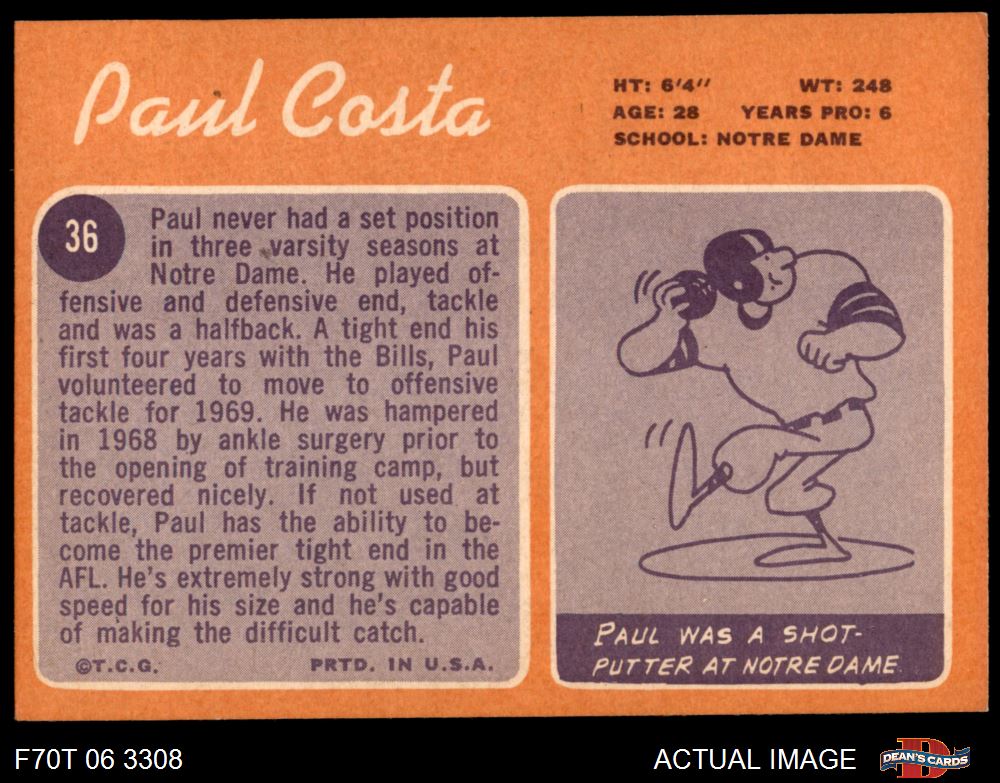 Paul Costa
HT: 6'4" WT: 248
AGE: 28 YEARS PRO: 6
SCHOOL: NOTRE DAME
36
Paul never had a set position
in three varsity seasons at
Notre Dame. He played of-
fensive and defensive end, tackle
and was a halfback. A tight end his
first four years with the Bills, Paul
volunteered to move to offensive
tackle for 1969. He was hampered
in 1968 by ankle surgery prior to
the opening of training camp, but
recovered nicely. If not used at
tackle, Paul has the ability to be-
come the premier tight end in the
AFL. He's extremely strong with good
speed for his size and he's capable
of making the difficult catch.
©T.C.G. PRTD. IN U.S.A.
PAUL WAS A SHOT-
PUTTER AT NOTRE DAME
F70T 06 3308
ACTUAL IMAGE
DEAN'S CARDS